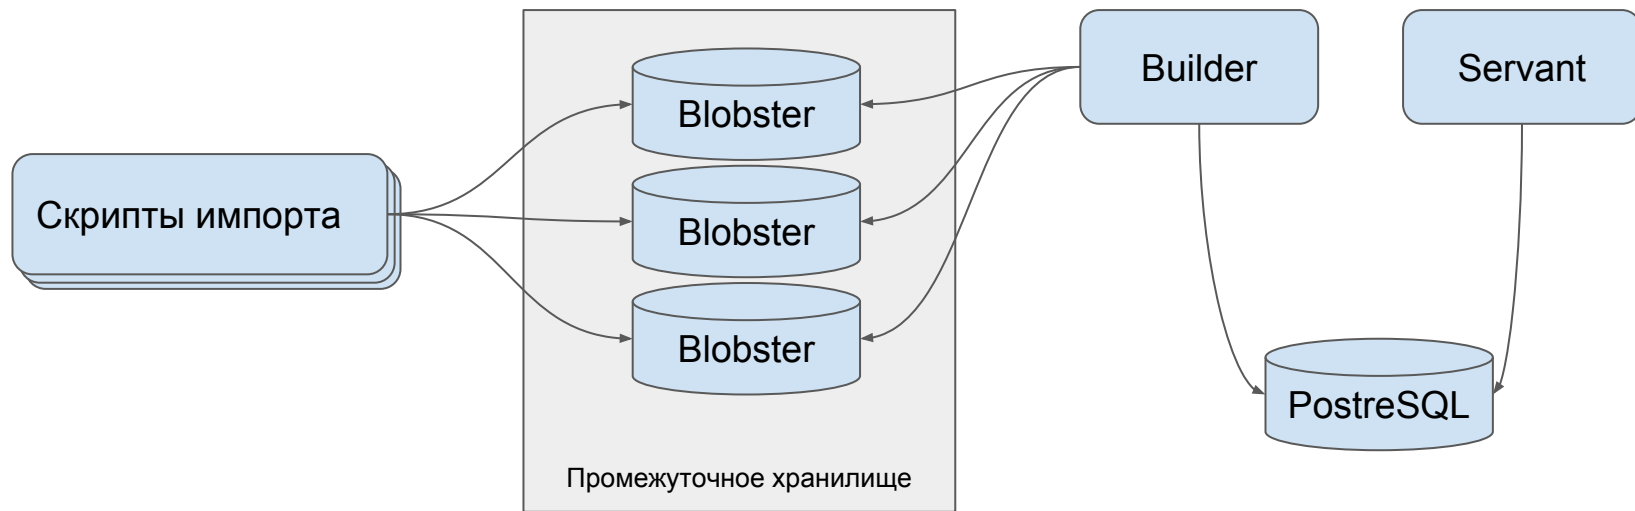 Скрипты импорта
Blobster
Blobster
Blobster
Промежуточное хранилище
Builder
Servant
PostreSQL